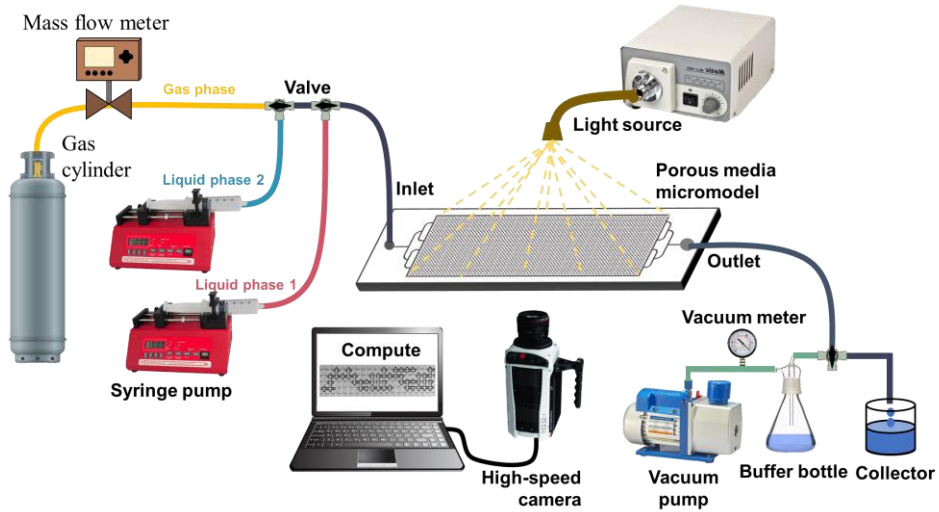 Mass flow meter
Gas phase
Valve
Gas
cylinder
Light source
Liquid phase 2
Inlet
Porous media
micromodel
Outlet
Liquid phase 1
Syringe pump
Compute
Vacuum meter
High-speed
camera
Vacuum
pump
Buffer bottle
Collector